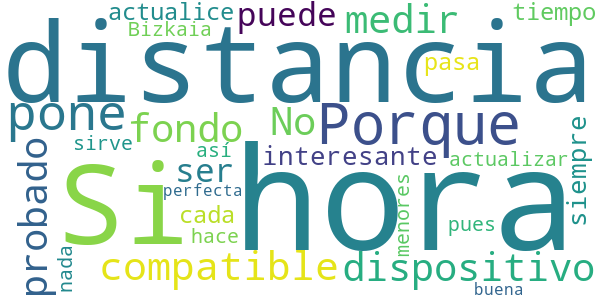 actualice
puede
medir
tiempo
Bizkaia
distancia
pasa
pone
fondo
No
Porque
sirve
así
interesante
actualizar
probado
Si
hora
ser
perfecta
siempre
cada
menores
hace
pues
nada
compatible
dispositivo
buena